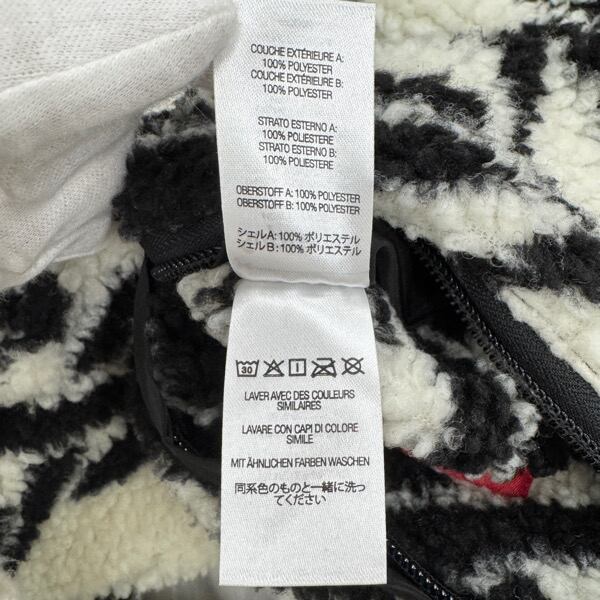 COUCHE EXTÉRIEURE A:
100% POLYESTER
COUCHE EXTÉRIEURE B:
100% POLYESTER
STRATO ESTERNO A:
100% POLIESTERE
STRATO ESTERNO B:
100% POLIESTERE
OBERSTOFF A: 100% POLYESTER
OBERSTOFF B: 100% POLYESTER
シェルA: 100% ポリエステル
シェル B: 100% ポリエステル
30
LAVER AVEC DES COULEURS
SIMILAIRES
LAVARE CON CAPI DI COLORE
SIMILE
MIT ÄHNLICHEN FARBEN WASCHEN
同系色のものと一緒に洗っ
てください